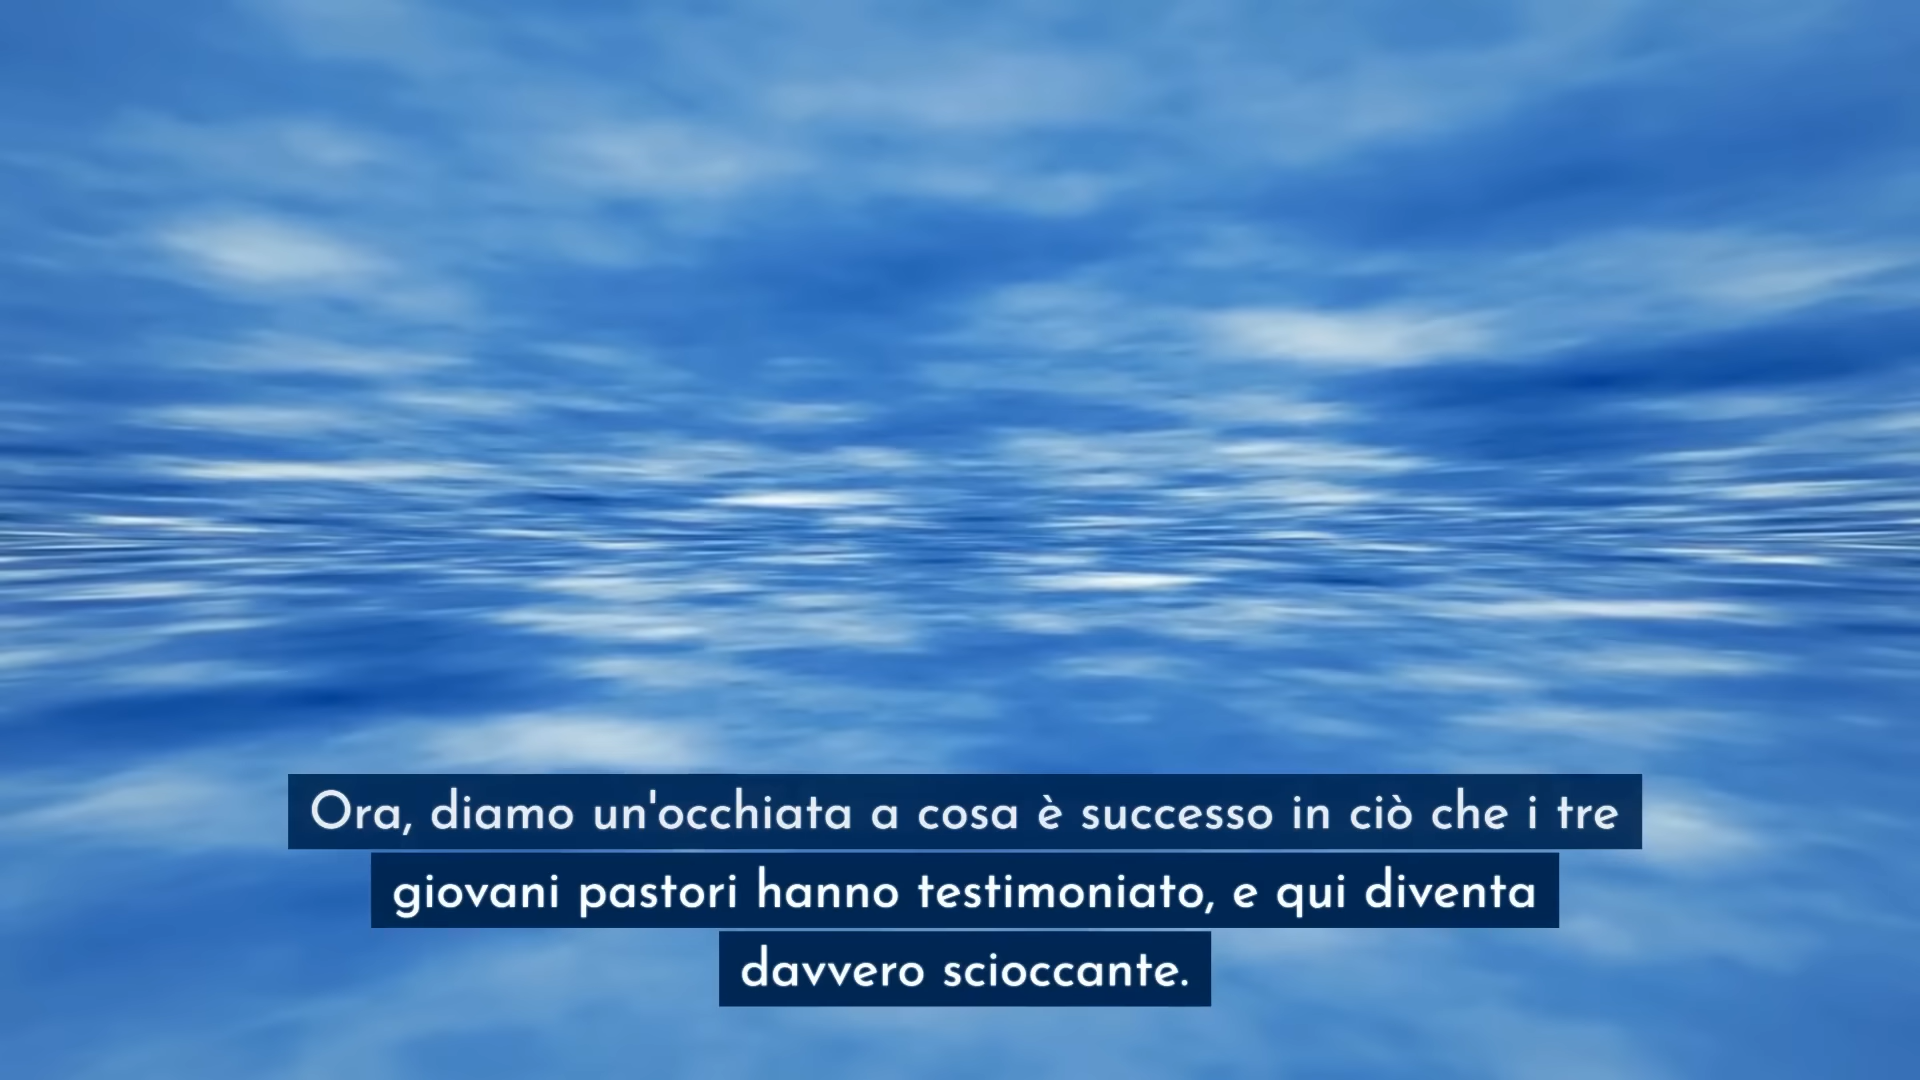 Ora, diamo un'occhiata a cosa è successo in ciò che i tre
giovani pastori hanno testimoniato, e qui diventa
davvero scioccante.